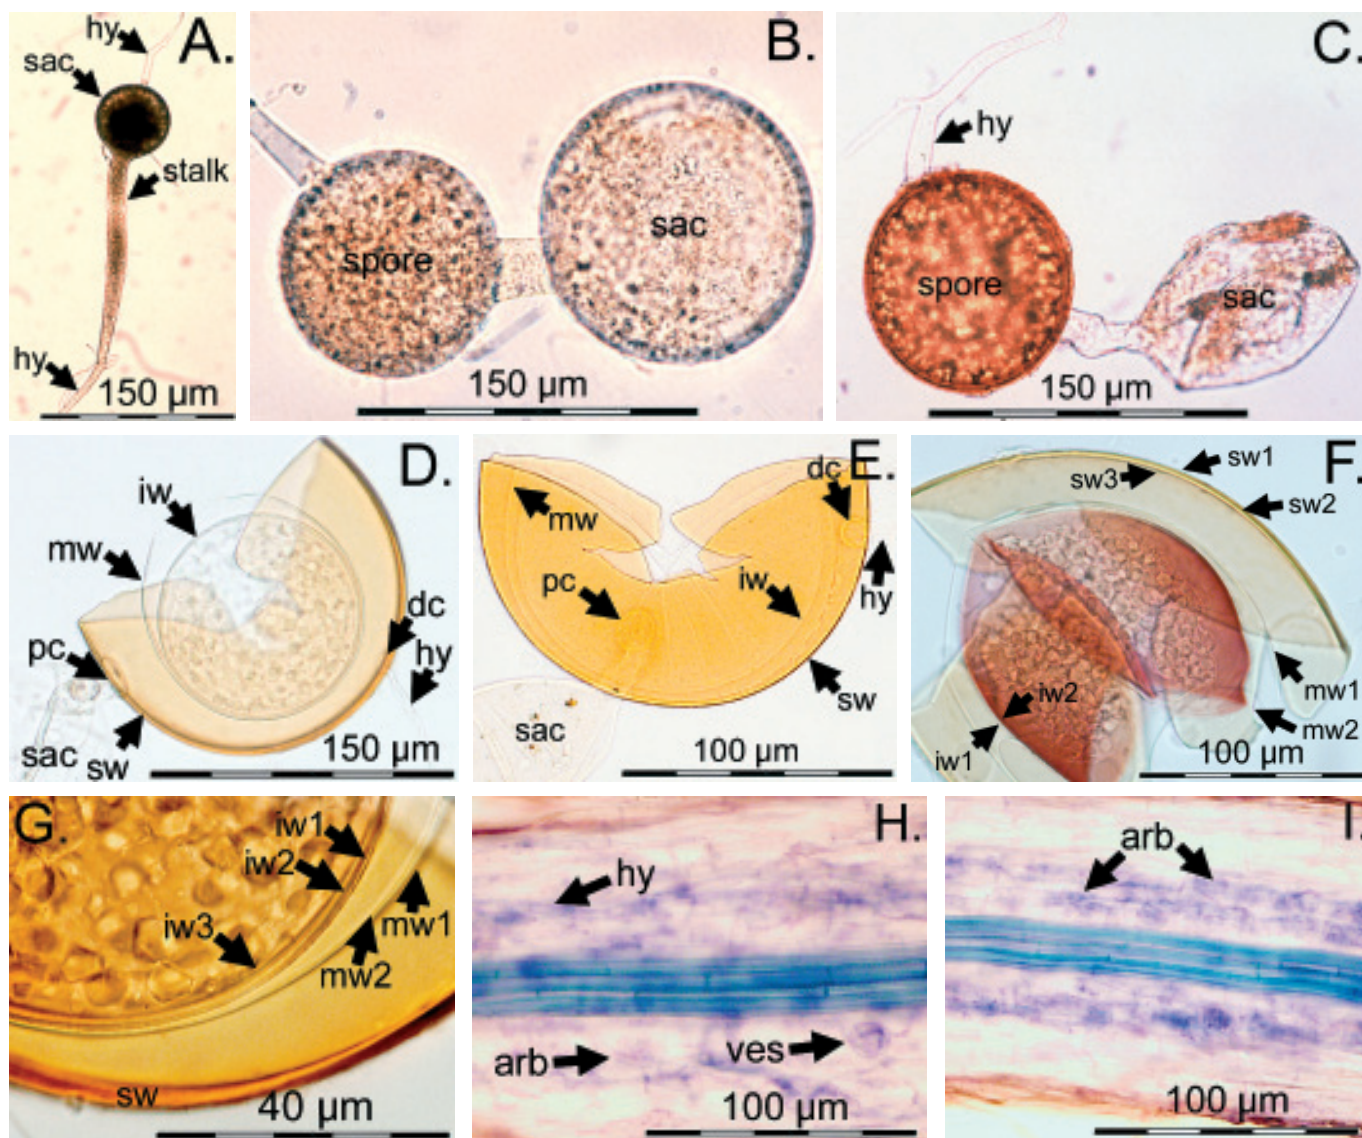 A.
hy
sac
stalk
hy
150 µm
B.
spore
sac
150 µm
C.
hy
spore
sac
150 µm
D.
iw
mw
pc
dc
hy
sac
sw
150 µm
E.
dc
mw
pc
iw
hy
sw
sac
100 µm
F.
sw1
sw3
sw2
iw2
mw1
mw2
iw1
100 µm
G.
iw1
iw2
iw3
mw1
mw2
sw
40 µm
H.
hy
arb
ves
100 µm
I.
arb
100 µm